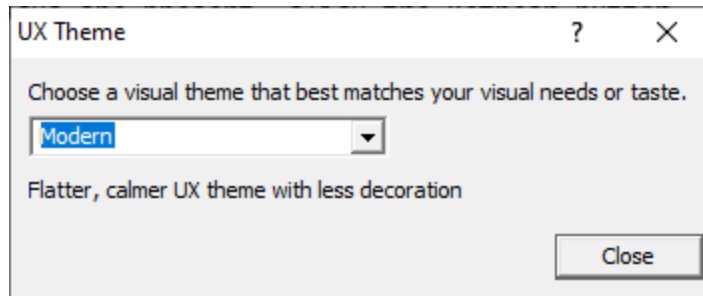 UX Theme ?
Choose a visual theme that best matches your visual needs or taste.
Modern
Flatter, calmer UX theme with less decoration
Close